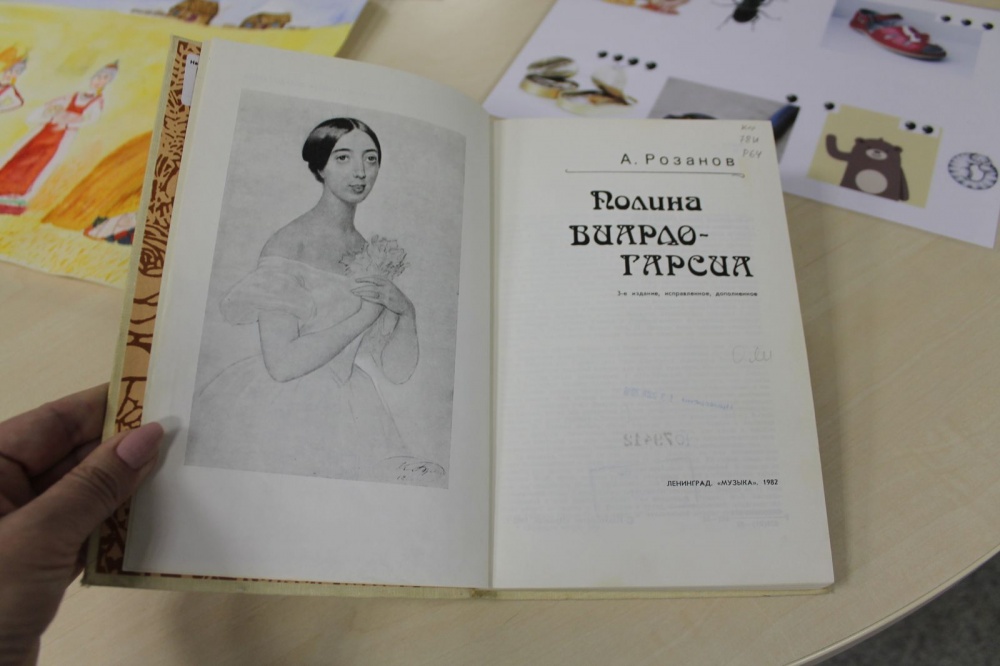 А. Розанов
Полина
ВИАРДО-
ГАРСИА
3-е издание, исправленное, дополненное
ЛЕНИНГРАД. «МУЗЫКА». 1982